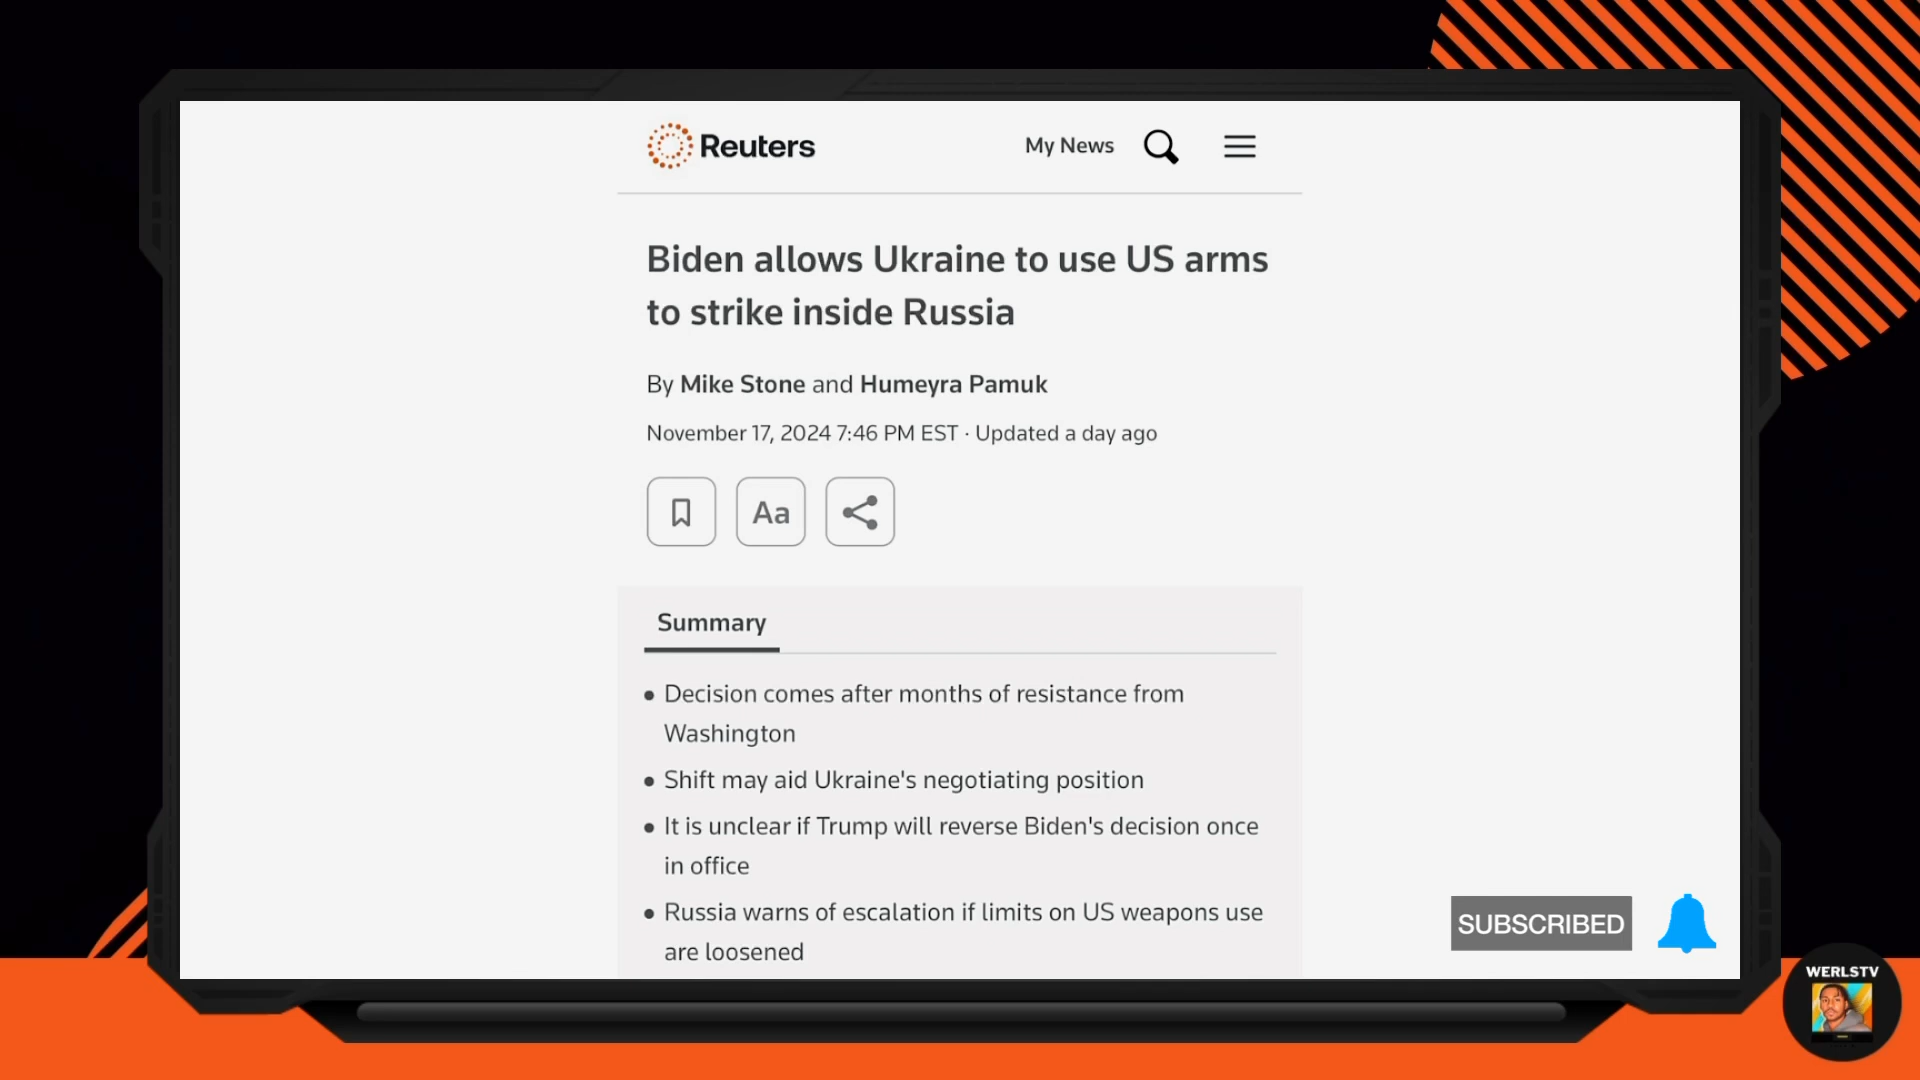 Reuters
My News
Biden allows Ukraine to use US arms
to strike inside Russia
By Mike Stone and Humeyra Pamuk
November 17, 2024 7:46 PM EST · Updated a day ago
Aa
Summary
• Decision comes after months of resistance from
Washington
• Shift may aid Ukraine's negotiating position
• It is unclear if Trump will reverse Biden's decision once
in office
• Russia warns of escalation if limits on US weapons use
are loosened
SUBSCRIBED
WERLSTV